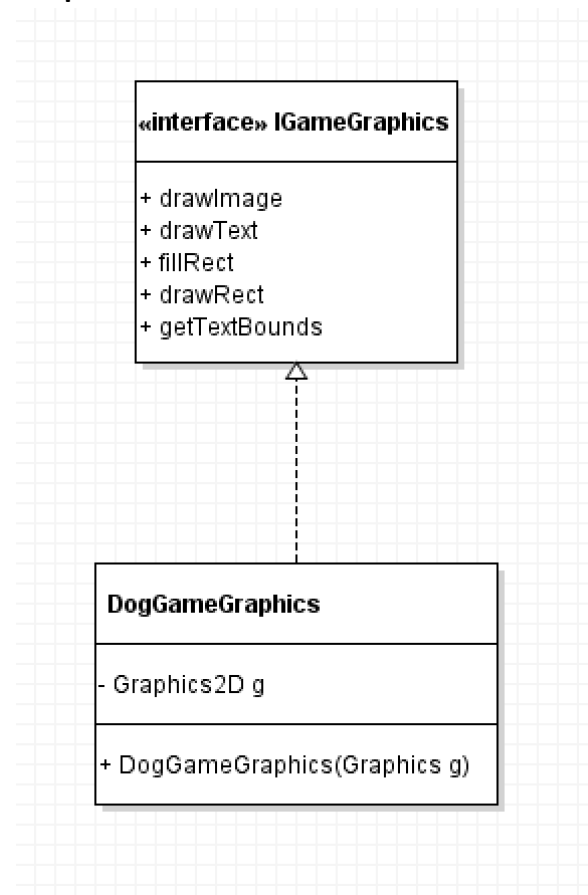 «interface» IGameGraphics
+ drawImage
+ drawText
+ fillRect
+ drawRect
+ getTextBounds
DogGameGraphics
- Graphics2D g
+ DogGameGraphics(Graphics g)